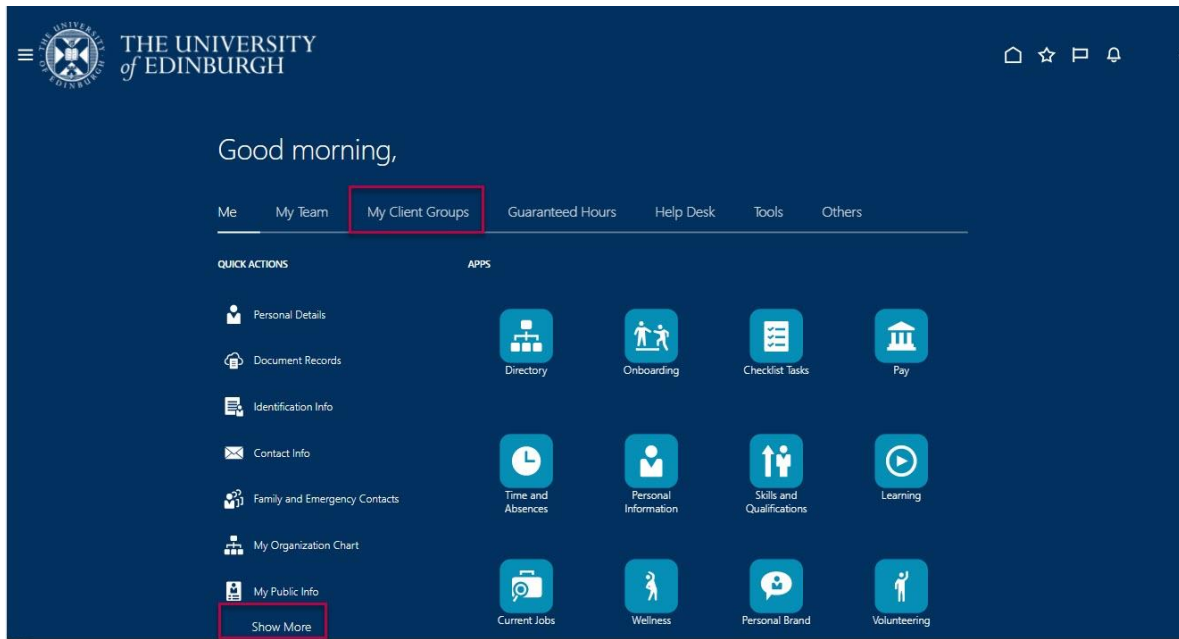 THE UNIVERSITY
of EDINBURGH
Good morning,
Me My Team My Client Groups Guaranteed Hours Help Desk Tools Others
QUICK ACTIONS
Personal Details
Document Records
Identification Info
Contact Info
Family and Emergency Contacts
My Organization Chart
My Public Info
Show More
APPS
Directory
Onboarding
Checklist Tasks
Pay
Time and
Absences
Personal
Information
Skills and
Qualifications
Learning
Current Jobs
Wellness
Personal Brand
Volunteering